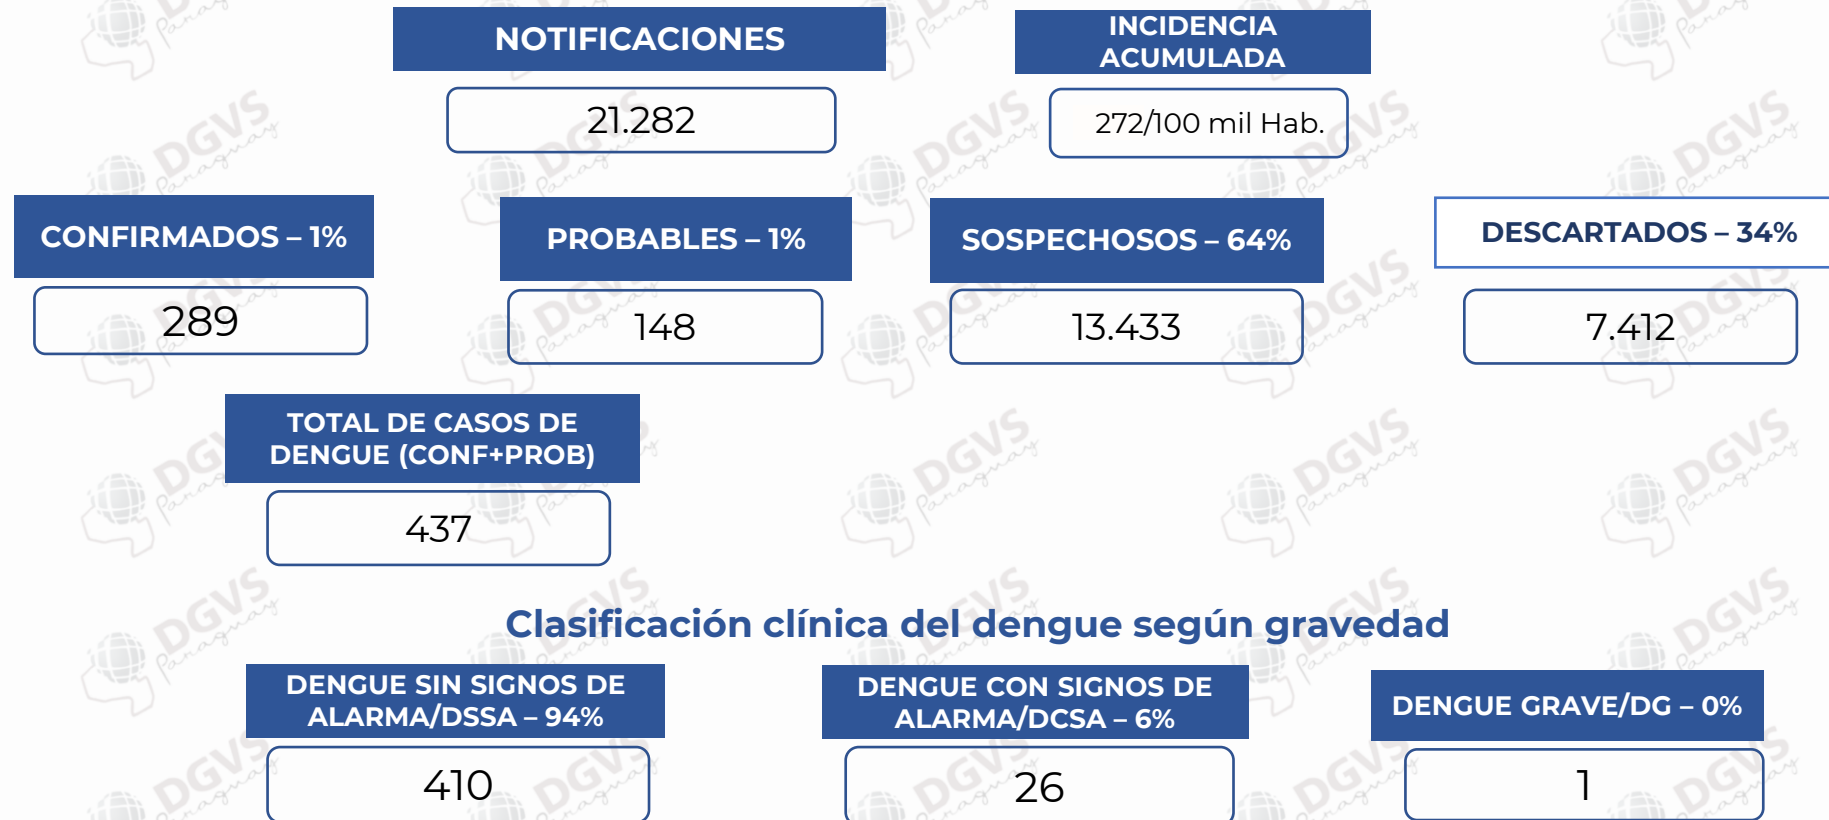 NOTIFICACIONES
21.282
INCIDENCIA
ACUMULADA
272/100 mil Hab.
CONFIRMADOS – 1%
289
PROBABLES – 1%
148
SOSPECHOSOS – 64%
13.433
DESCARTADOS – 34%
7.412
TOTAL DE CASOS DE
DENGUE (CONF+PROB)
437
Clasificación clínica del dengue según gravedad
DENGUE SIN SIGNOS DE
ALARMA/DSSA – 94%
410
DENGUE CON SIGNOS DE
ALARMA/DCSA – 6%
26
DENGUE GRAVE/DG – 0%
1
DGVS
Paraguay